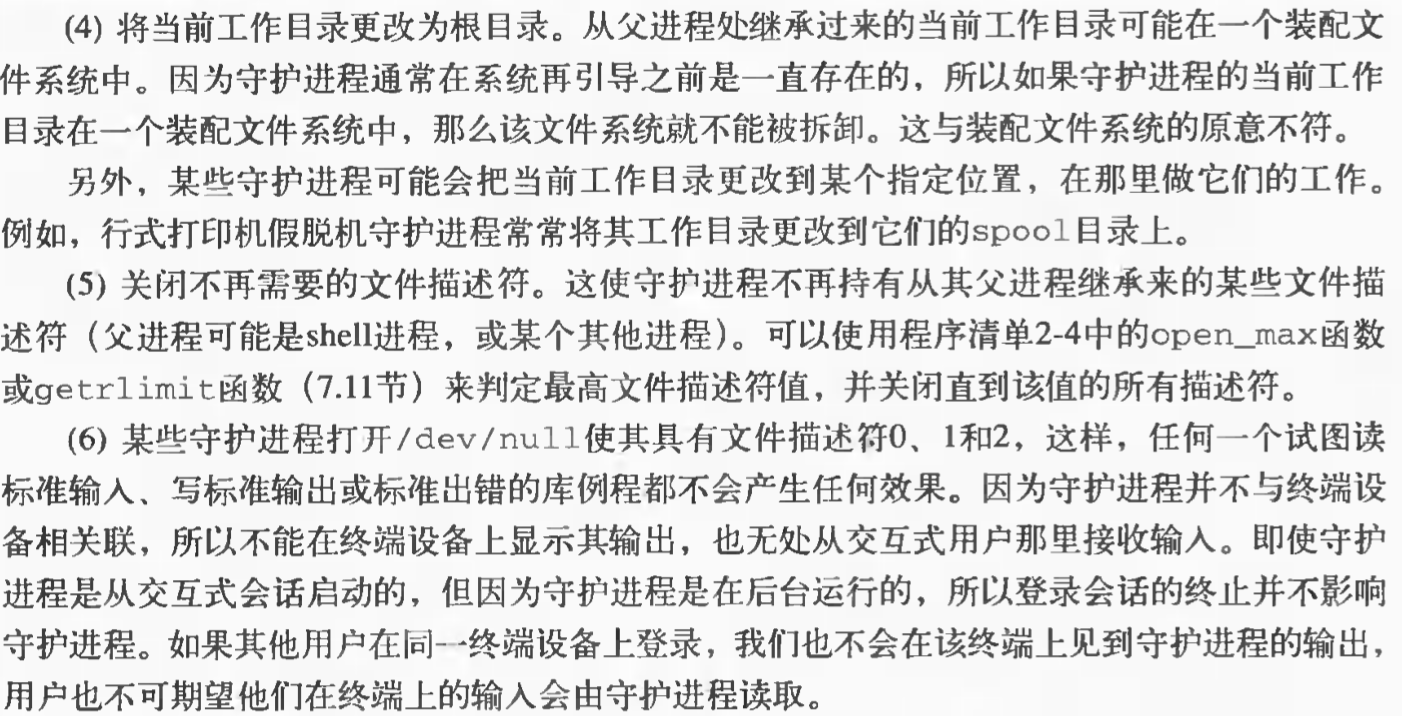 (4) 将当前工作目录更改为根目录。从父进程处继承过来的当前工作目录可能在一个装配文
件系统中。因为守护进程通常在系统再引导之前是一直存在的，所以如果守护进程的当前工作
目录在一个装配文件系统中，那么该文件系统就不能被拆卸。这与装配文件系统的原意不符。
另外，某些守护进程可能会把当前工作目录更改到某个指定位置，在那里做它们的工作。
例如，行式打印机假脱机守护进程常常将其工作目录更改到它们的spool目录上。
(5) 关闭不再需要的文件描述符。这使守护进程不再持有从其父进程继承来的某些文件描
述符（父进程可能是shell进程，或某个其他进程）。可以使用程序清单2-4中的open_max函数
或getrlimit函数（7.11节）来判定最高文件描述符值，并关闭直到该值的所有描述符。
(6) 某些守护进程打开/dev/null使其具有文件描述符0、1和2，这样，任何一个试图读
标准输入、写标准输出或标准出错的库例程都不会产生任何效果。因为守护进程并不与终端设
备相关联，所以不能在终端设备上显示其输出，也无处从交互式用户那里接收输入。即使守护
进程是从交互式会话启动的，但因为守护进程是在后台运行的，所以登录会话的终止并不影响
守护进程。如果其他用户在同一终端设备上登录，我们也不会在该终端上见到守护进程的输出，
用户也不可期望他们在终端上的输入会由守护进程读取。